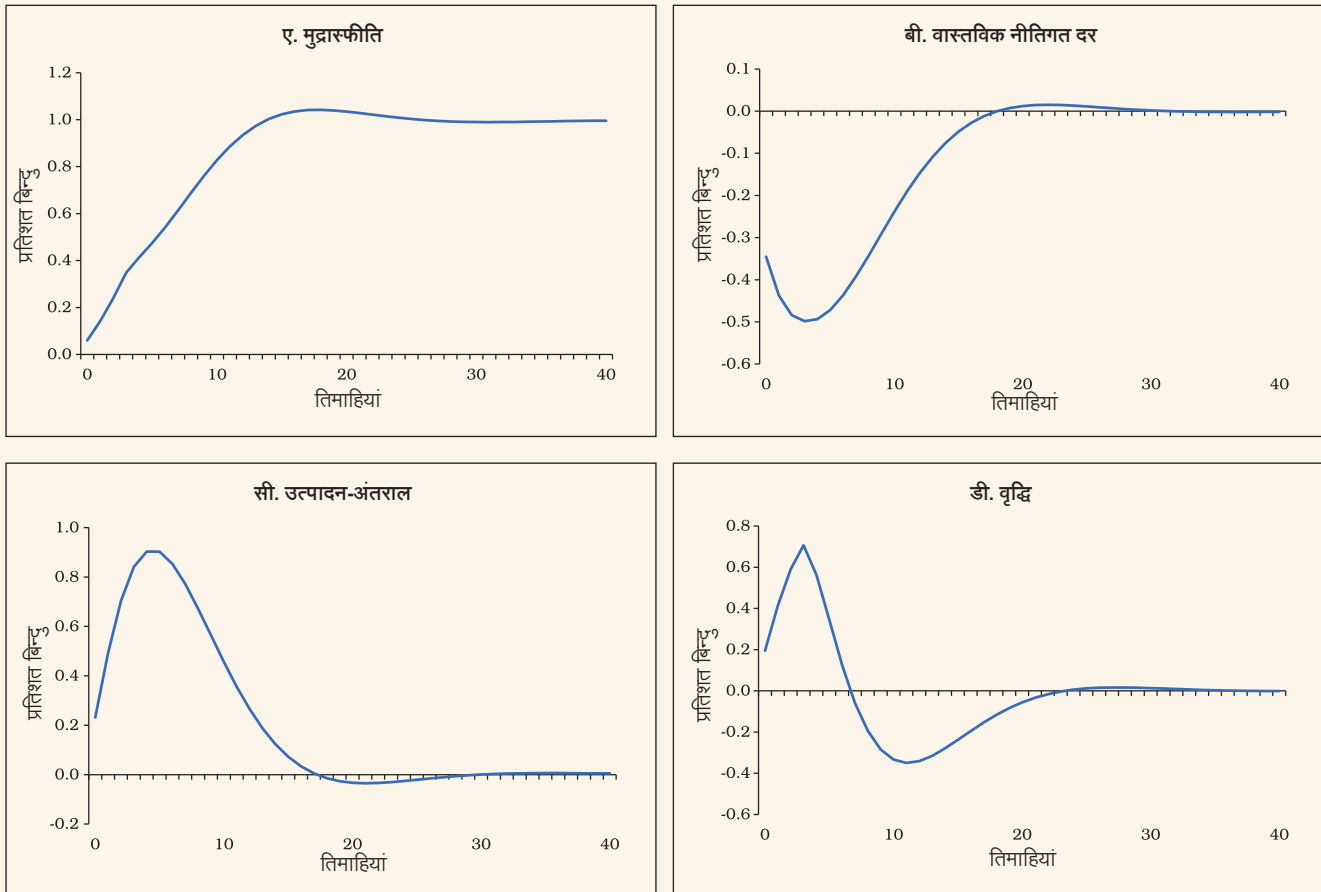 ए. मुद्रास्फीति
प्रतिशत बिन्दु
1.2
1.0
0.8
0.6
0.4
0.2
0.0
0 10 20 30 40
तिमाहियां
बी. वास्तविक नीतिगत दर
प्रतिशत बिन्दु
0.1
0.0
-0.1
-0.2
-0.3
-0.4
-0.5
-0.6
0 10 20 30 40
तिमाहियां
सी. उत्पादन-अंतराल
प्रतिशत बिन्दु
1.0
0.8
0.6
0.4
0.2
0.0
-0.2
0 10 20 30 40
तिमाहियां
डी. वृद्धि
प्रतिशत बिन्दु
0.8
0.6
0.4
0.2
0.0
-0.2
-0.4
-0.6
0 10 20 30 40
तिमाहियां